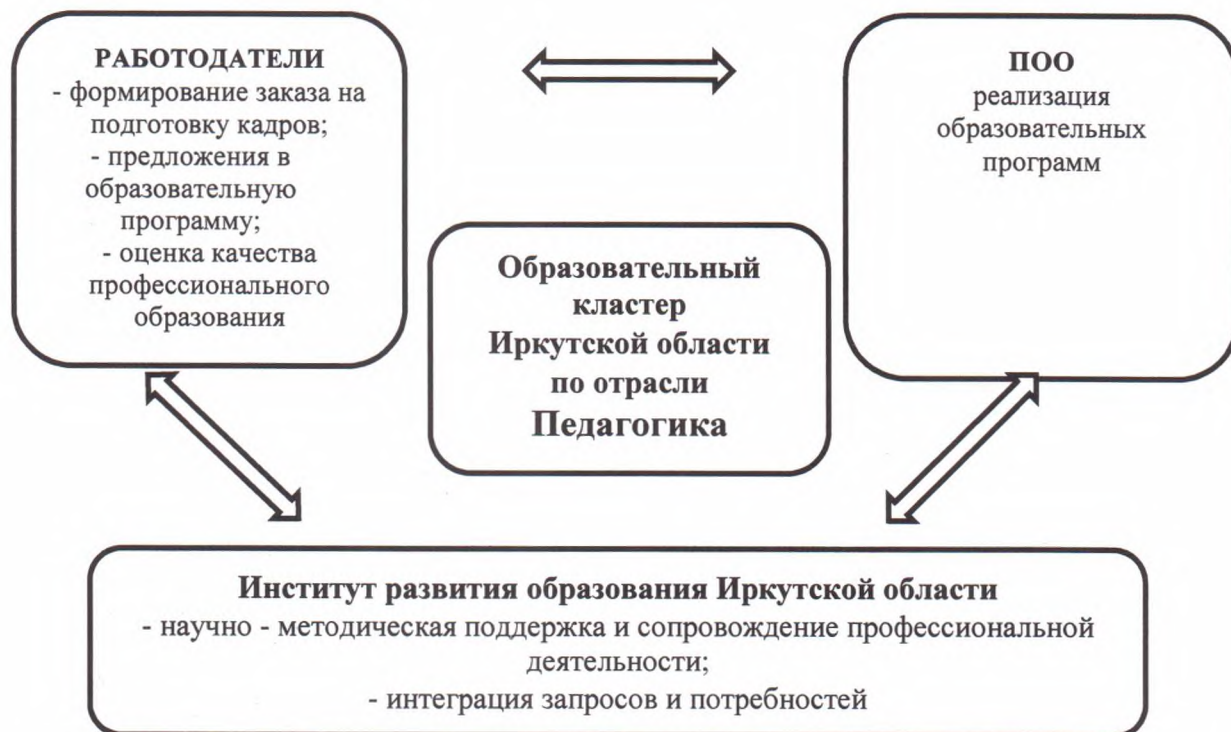 РАБОТОДАТЕЛИ
- формирование заказа на
подготовку кадров;
- предложения в
образовательную
программу;
- оценка качества
профессионального
образования
ПОО
реализация
образовательных
программ
Образовательный
кластер
Иркутской области
по отрасли
Педагогика
Институт развития образования Иркутской области
- научно - методическая поддержка и сопровождение профессиональной
деятельности;
- интеграция запросов и потребностей